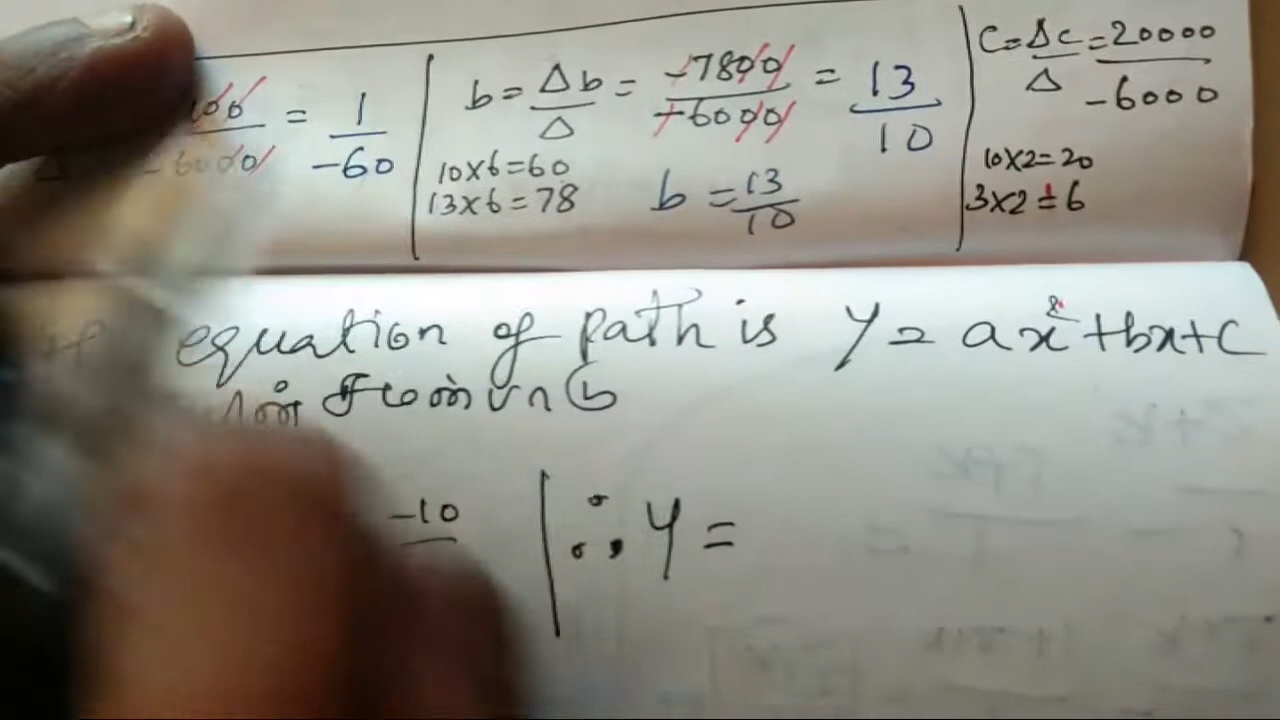 = 1/-60
b = Δb/Δ = -7800/-6000 = 13/10
10x6=60
13x6=78
b = 13/10
C = Δc/Δ = 20000/-6000
10x2=20
3x2=6
equation of path is y = ax²+bx+c
-10
∴ y =